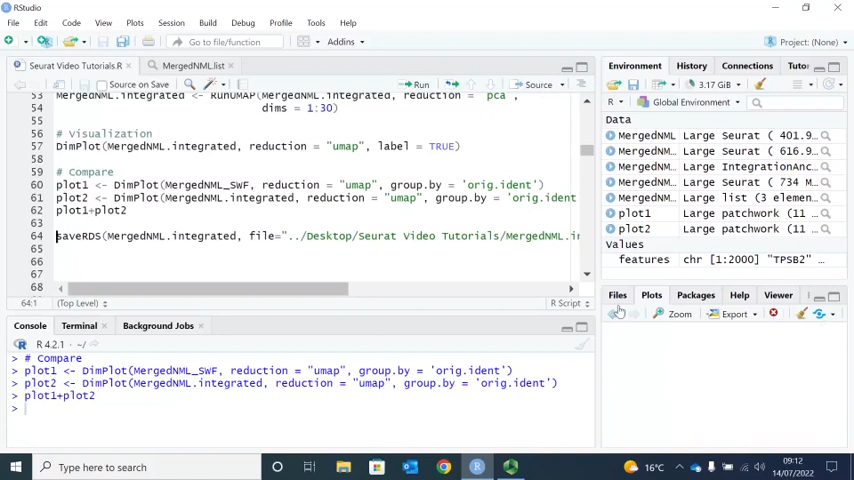 RStudio
File Edit Code View Plots Session Build Debug Profile Tools Help
Go to file/function Addins Project: (None)
Seurat Video Tutorials.R MergedNML.list
Source on Save Run Source
53 MergedNML.integrated <- RunUMAP(MergedNML.integrated, reduction = "pca",
54 dims = 1:30)
55
56 # Visualization
57 DimPlot(MergedNML.integrated, reduction = "umap", label = TRUE)
58
59 # Compare
60 plot1 <- DimPlot(MergedNML_SWF, reduction = "umap", group.by = 'orig.ident')
61 plot2 <- DimPlot(MergedNML.integrated, reduction = "umap", group.by = 'orig.ident
62 plot1+plot2
63
64 saveRDS(MergedNML.integrated, file="../Desktop/Seurat Video Tutorials/MergedNML.in
65
66
67
68
64:1 (Top Level) R Script
Console Terminal Background Jobs
R 4.2.1 · ~/
> # Compare
> plot1 <- DimPlot(MergedNML_SWF, reduction = "umap", group.by = 'orig.ident')
> plot2 <- DimPlot(MergedNML.integrated, reduction = "umap", group.by = 'orig.ident')
> plot1+plot2
>
Environment History Connections Tutor
3.17 GiB
R Global Environment
Data
MergedNML Large Seurat ( 401.9…
MergedNM… Large Seurat ( 616.9…
MergedNM… Large IntegrationAnc…
MergedNM… Large Seurat ( 734 M…
MergedNM… Large list (3 elemen…
plot1 Large patchwork (11 …
plot2 Large patchwork (11 …
Values
features chr [1:2000] "TPSB2" …
Files Plots Packages Help Viewer
Zoom Export
Type here to search
16°C
09:12
14/07/2022